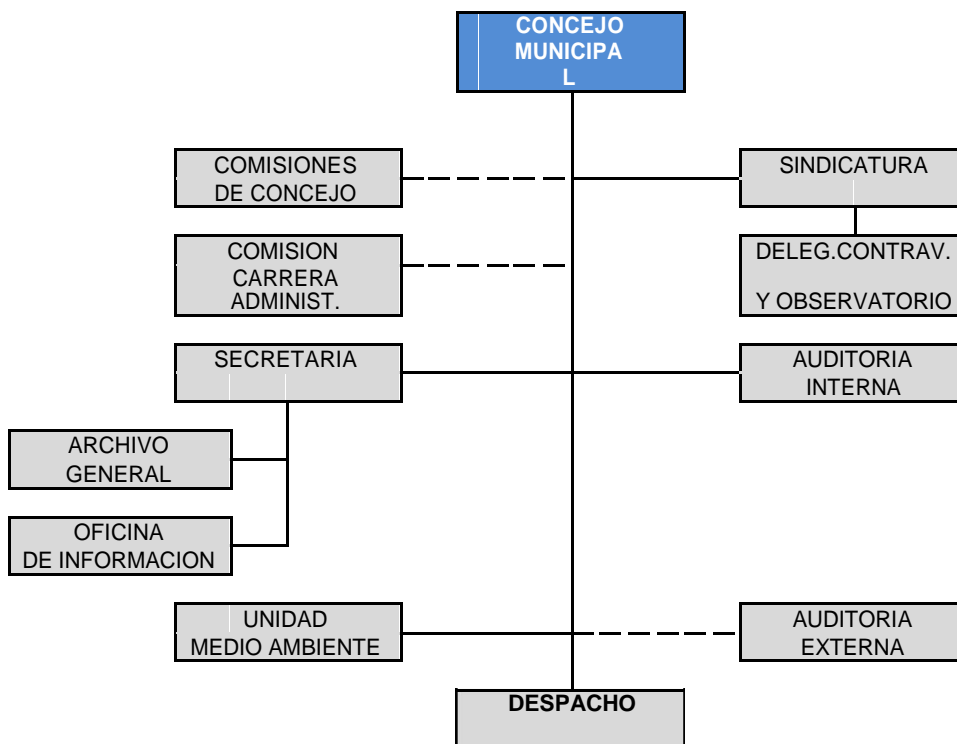 CONCEJO
MUNICIPA
L
COMISIONES
DE CONCEJO
SINDICATURA
COMISION
CARRERA
ADMINIST.
DELEG.CONTRAV.
Y OBSERVATORIO
SECRETARIA
AUDITORIA
INTERNA
ARCHIVO
GENERAL
OFICINA
DE INFORMACION
UNIDAD
MEDIO AMBIENTE
AUDITORIA
EXTERNA
DESPACHO